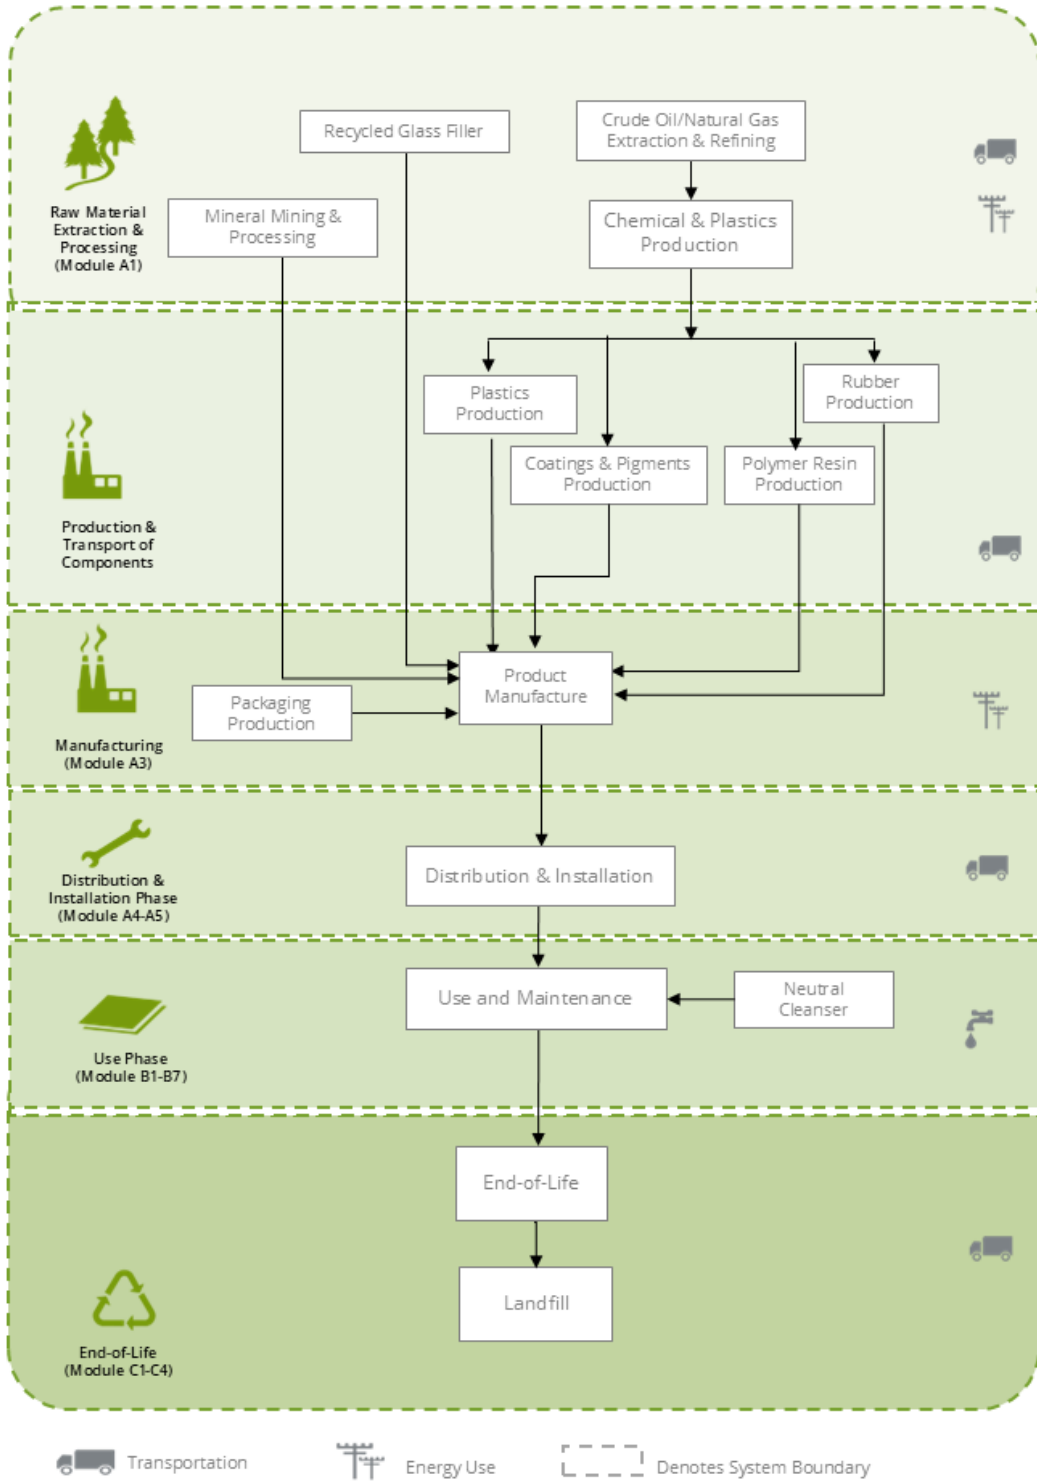 Recycled Glass Filler
Crude Oil/Natural Gas
Extraction & Refining
Raw Material
Extraction &
Processing
(Module A1)
Mineral Mining &
Processing
Chemical & Plastics
Production
Plastics
Production
Rubber
Production
Coatings & Pigments
Production
Polymer Resin
Production
Production &
Transport of
Components
Product
Manufacture
Packaging
Production
Manufacturing
(Module A3)
Distribution &
Installation Phase
(Module A4-A5)
Distribution & Installation
Use and Maintenance
Neutral
Cleanser
Use Phase
(Module B1-B7)
End-of-Life
Landfill
End-of-Life
(Module C1-C4)
Transportation
Energy Use
Denotes System Boundary